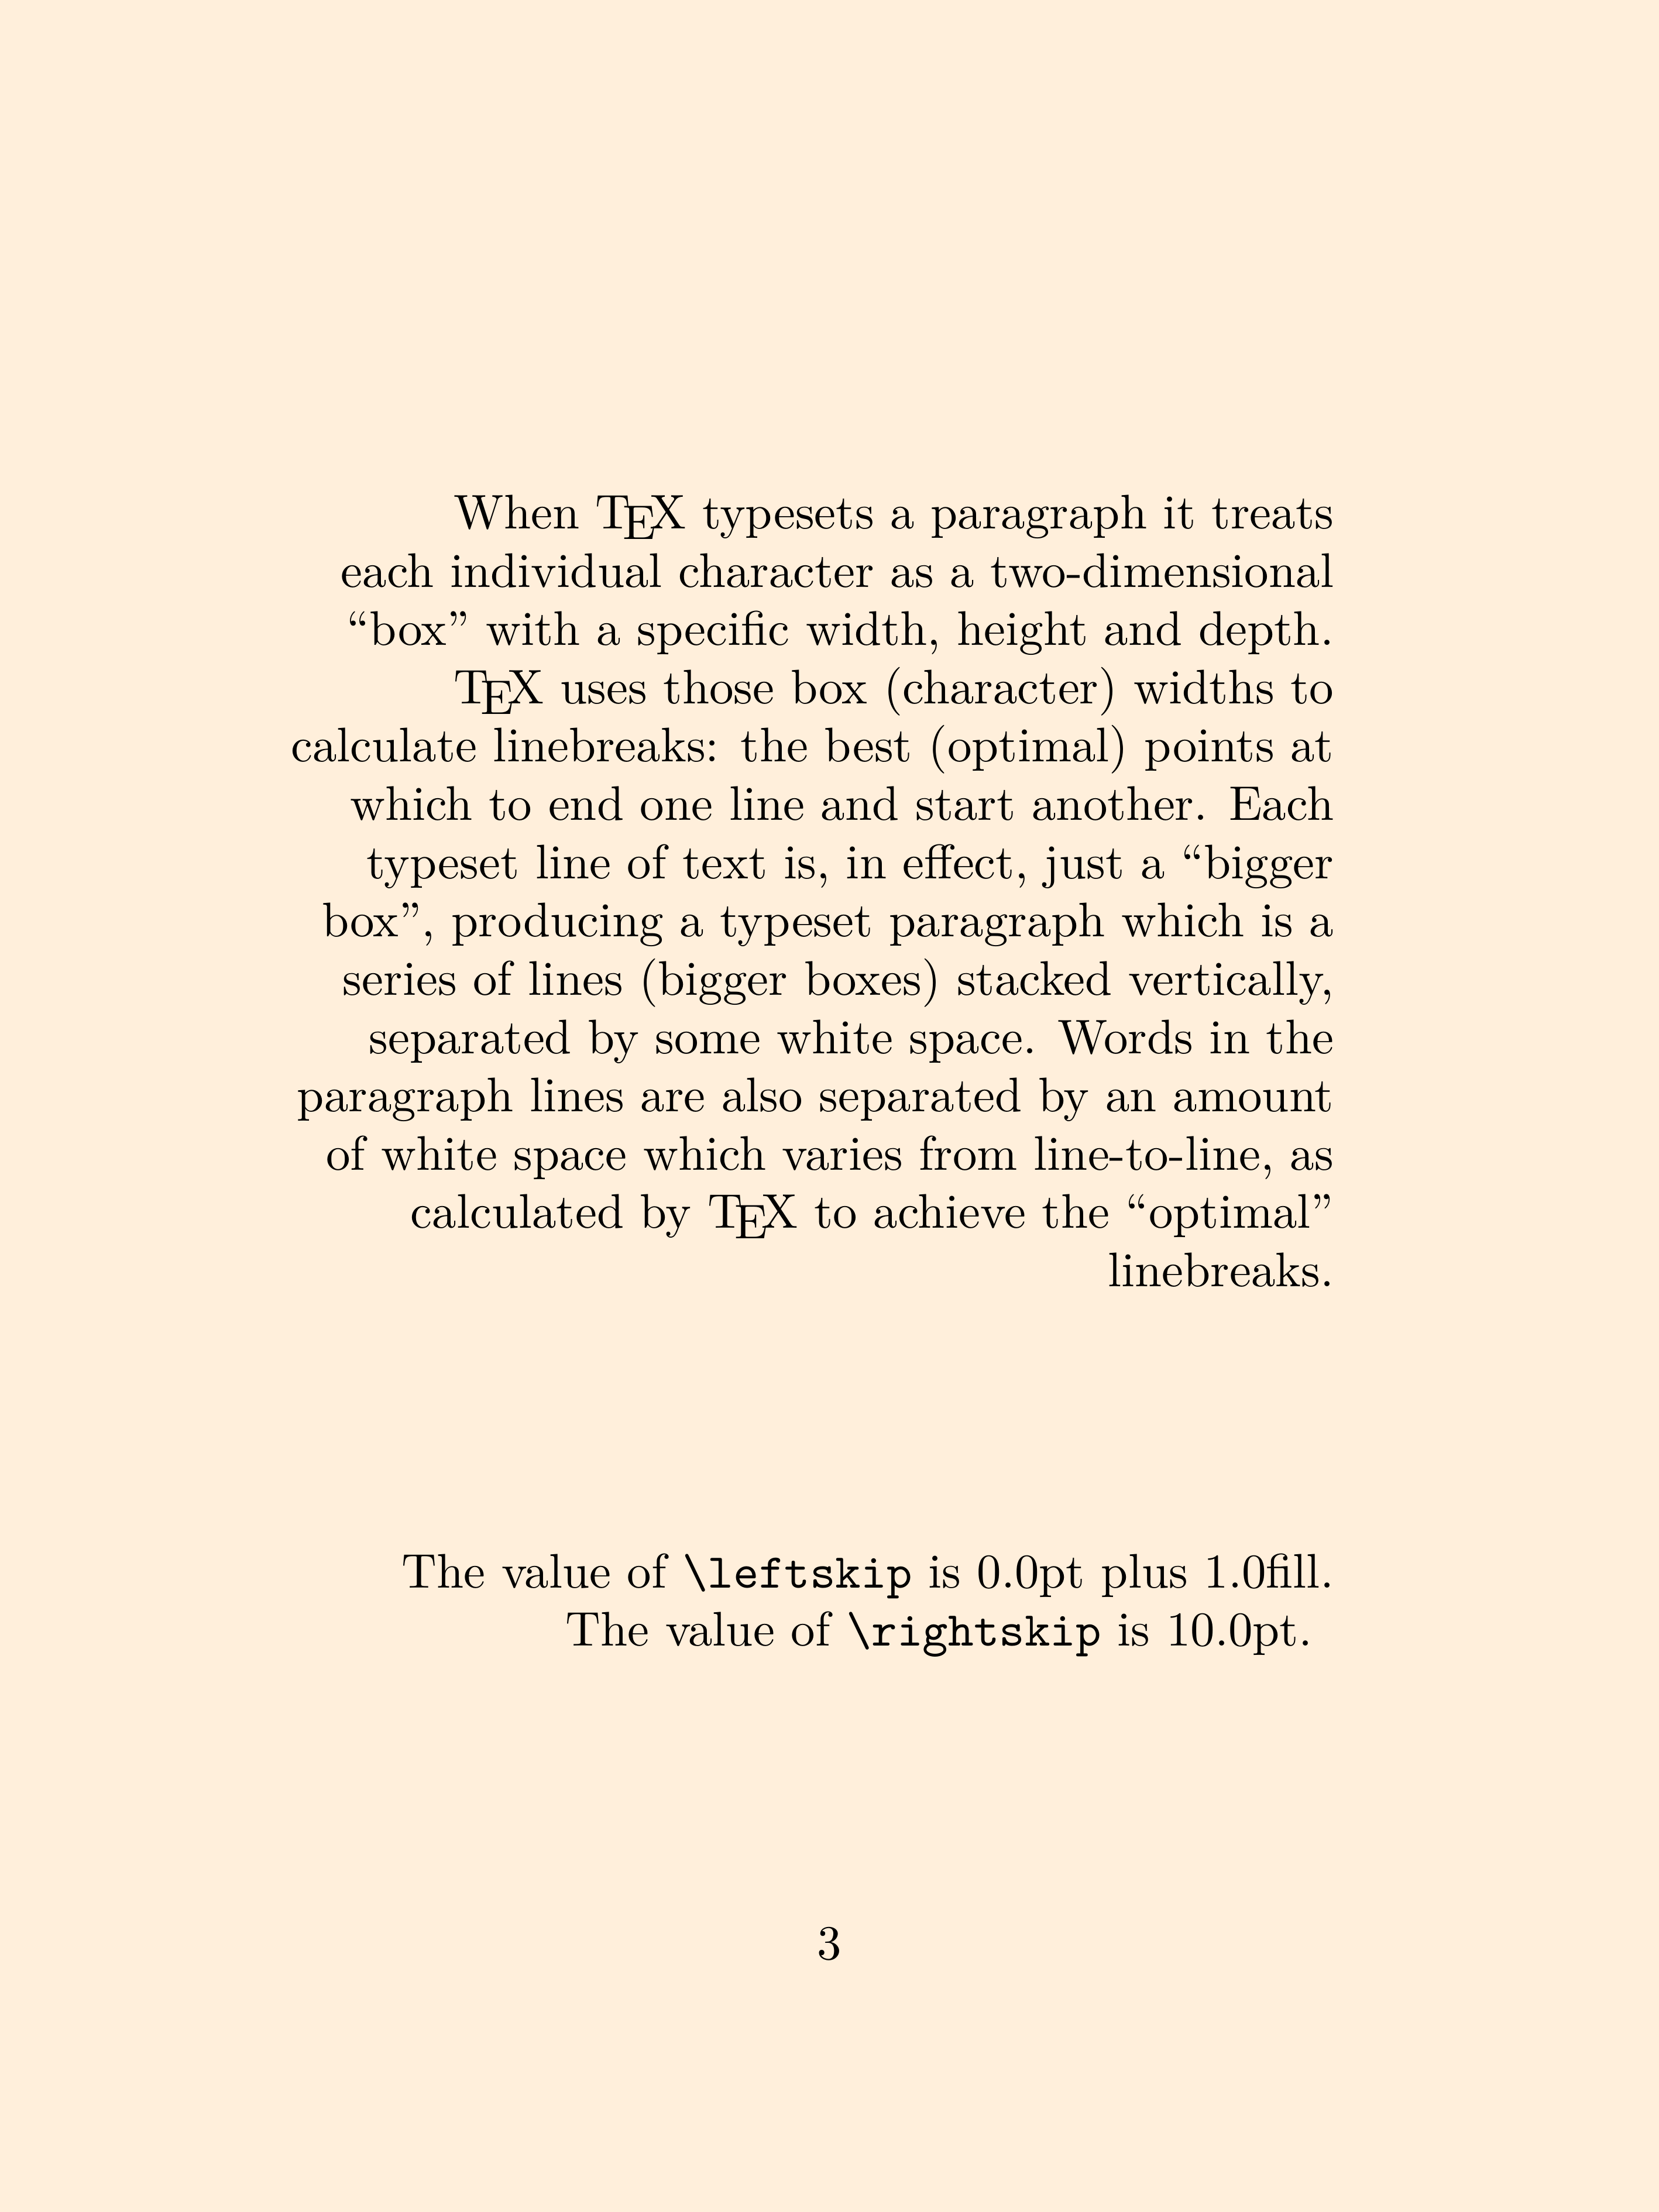 When TEX typesets a paragraph it treats
each individual character as a two-dimensional
“box” with a specific width, height and depth.
TEX uses those box (character) widths to
calculate linebreaks: the best (optimal) points at
which to end one line and start another. Each
typeset line of text is, in effect, just a “bigger
box”, producing a typeset paragraph which is a
series of lines (bigger boxes) stacked vertically,
separated by some white space. Words in the
paragraph lines are also separated by an amount
of white space which varies from line-to-line, as
calculated by TEX to achieve the “optimal”
linebreaks.
The value of \leftskip is 0.0pt plus 1.0fill.
The value of \rightskip is 10.0pt.
3